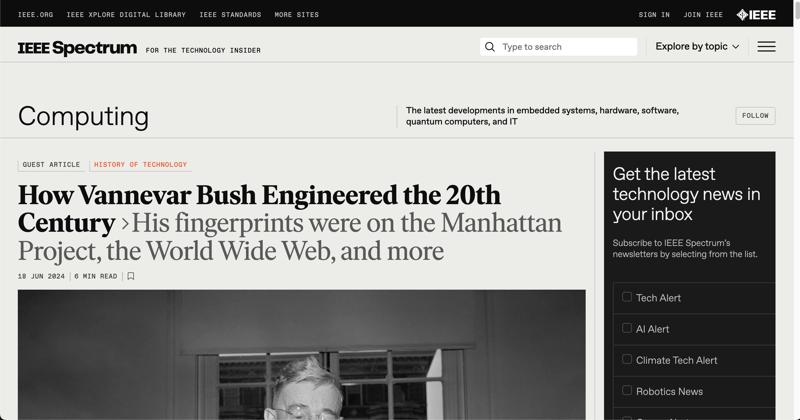 IEEE.ORG IEEE XPLORE DIGITAL LIBRARY IEEE STANDARDS MORE SITES SIGN IN JOIN IEEE IEEE
IEEE Spectrum FOR THE TECHNOLOGY INSIDER Type to search Explore by topic
Computing
The latest developments in embedded systems, hardware, software,
quantum computers, and IT
FOLLOW
GUEST ARTICLE HISTORY OF TECHNOLOGY
How Vannevar Bush Engineered the 20th
Century > His fingerprints were on the Manhattan
Project, the World Wide Web, and more
18 JUN 2024 6 MIN READ
Get the latest
technology news in
your inbox
Subscribe to IEEE Spectrum's
newsletters by selecting from the list.
Tech Alert
AI Alert
Climate Tech Alert
Robotics News